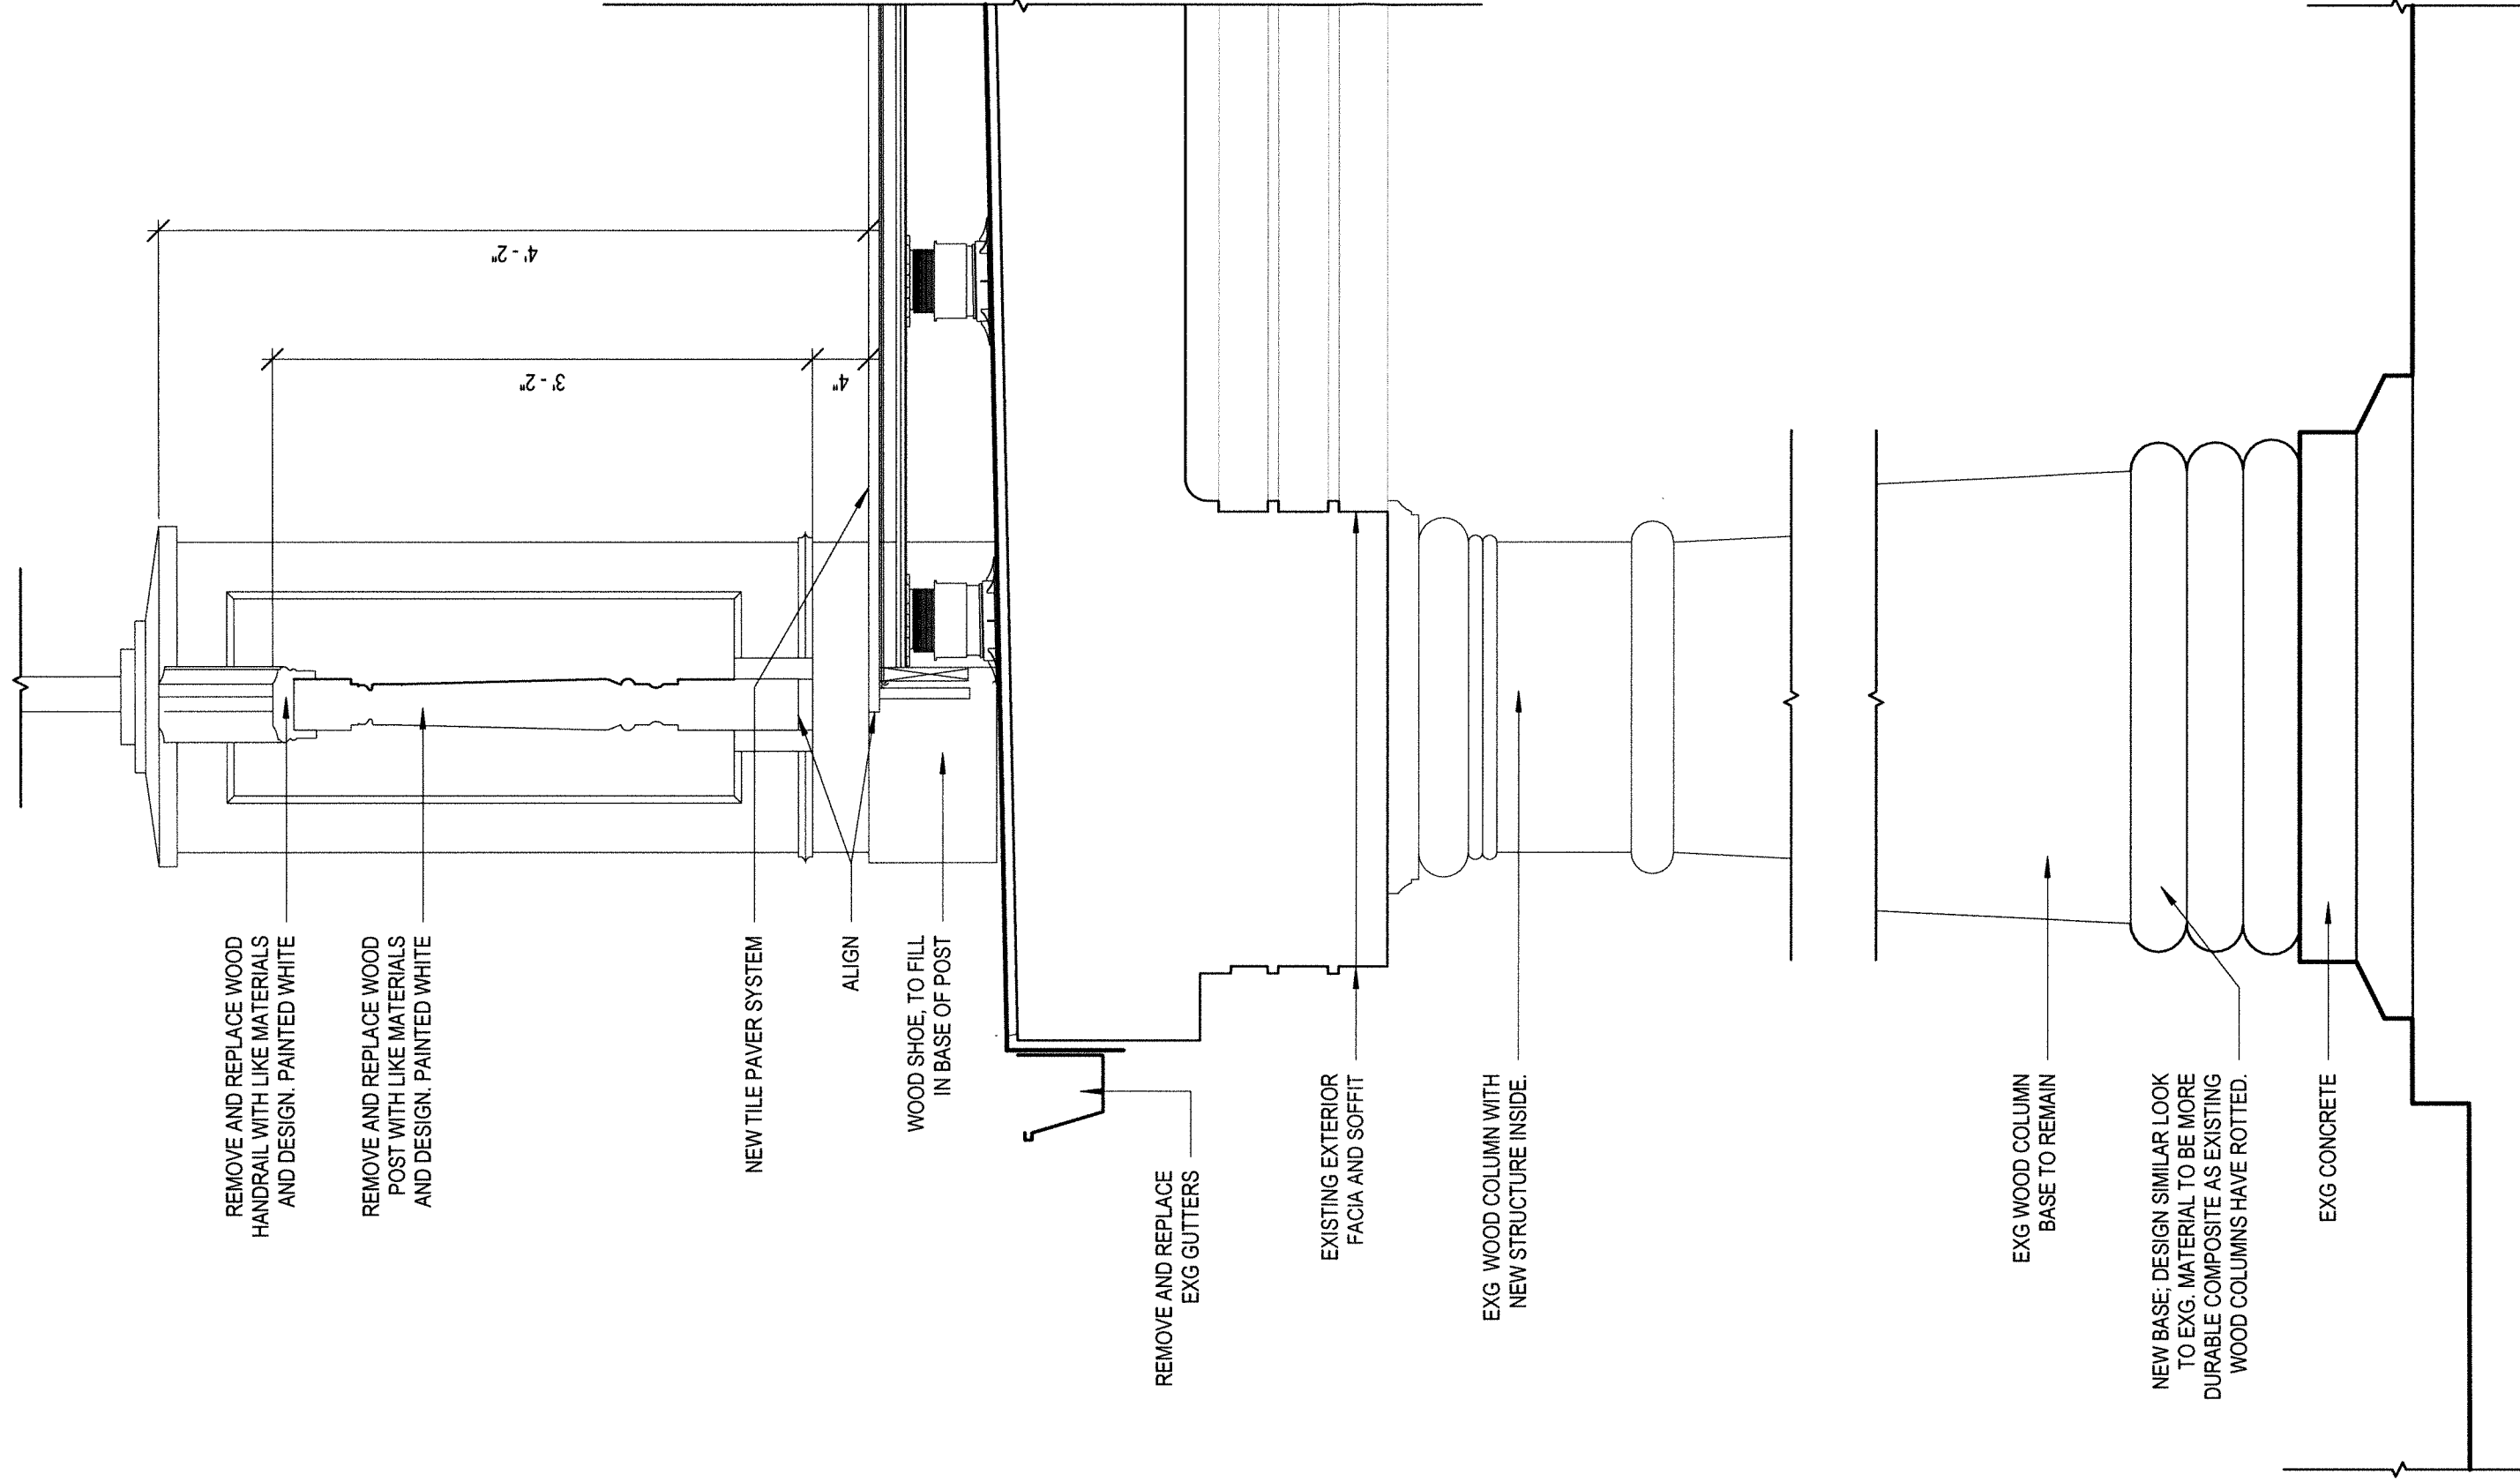 REMOVE AND REPLACE WOOD
HANDRAIL WITH LIKE MATERIALS
AND DESIGN. PAINTED WHITE
REMOVE AND REPLACE WOOD
POST WITH LIKE MATERIALS
AND DESIGN. PAINTED WHITE
NEW TILE PAVER SYSTEM
ALIGN
WOOD SHOE, TO FILL
IN BASE OF POST
REMOVE AND REPLACE
EXG GUTTERS
EXISTING EXTERIOR
FACIA AND SOFFIT
EXG WOOD COLUMN WITH
NEW STRUCTURE INSIDE.
EXG WOOD COLUMN
BASE TO REMAIN
NEW BASE; DESIGN SIMILAR LOOK
TO EXG. MATERIAL TO BE MORE
DURABLE COMPOSITE AS EXISTING
WOOD COLUMNS HAVE ROTTED.
EXG CONCRETE
3' - 2"
4"
4' - 2"